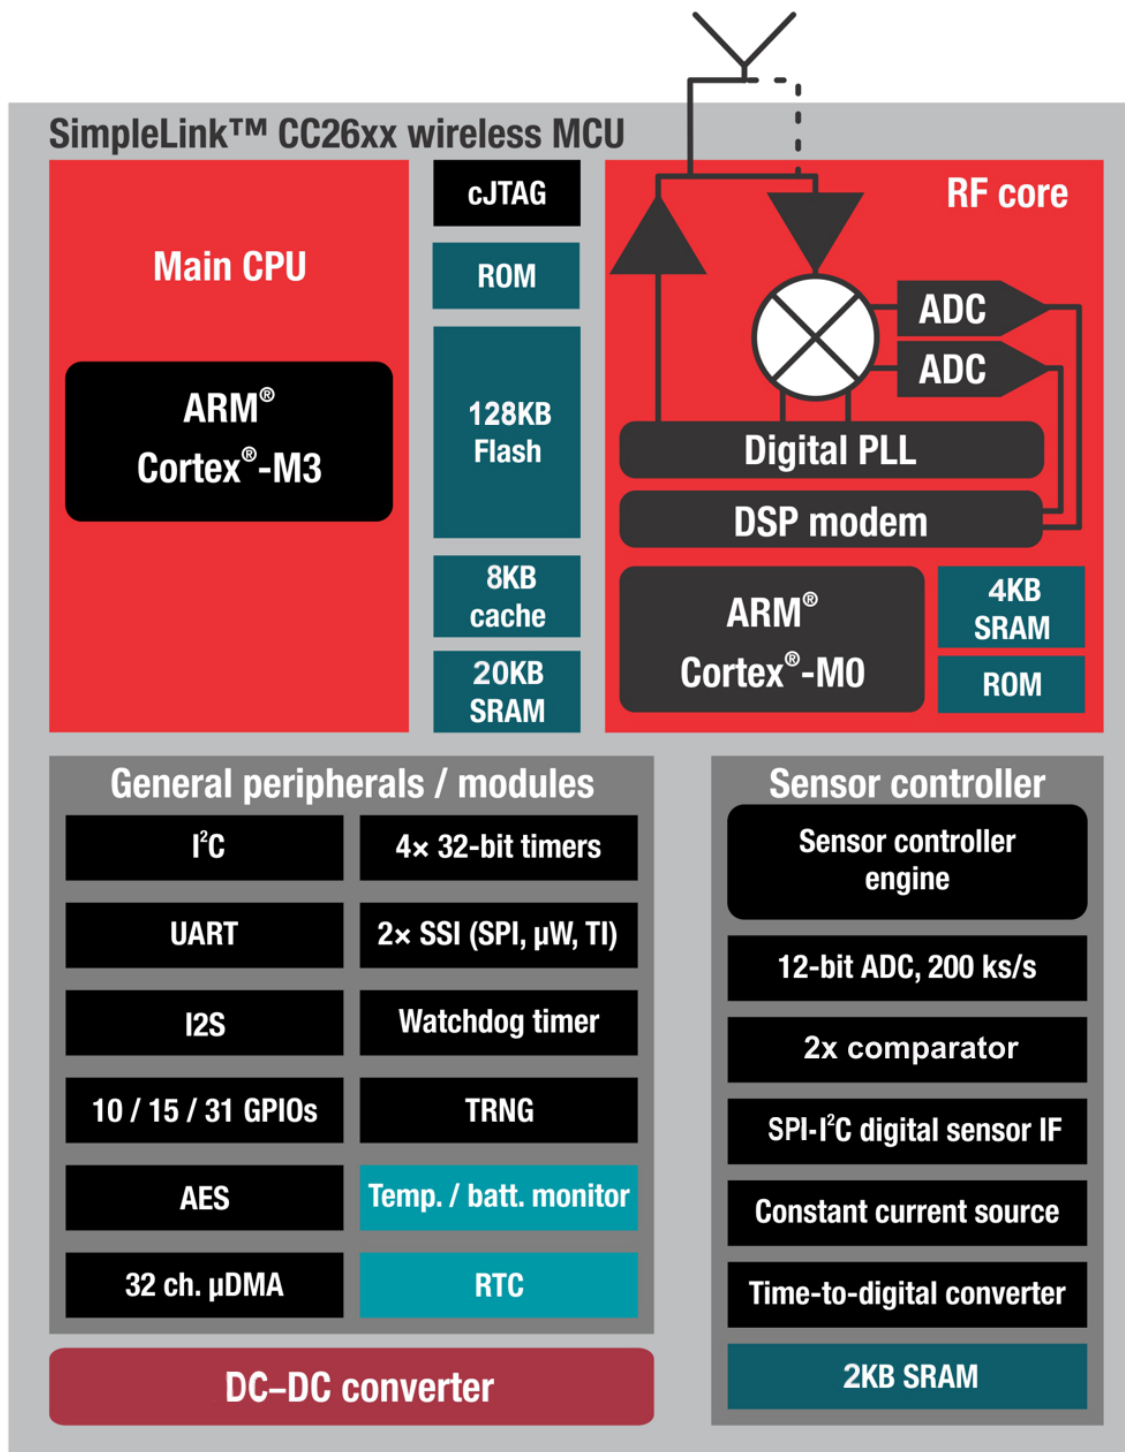 SimpleLink™ CC26xx wireless MCU
Main CPU
ARM®
Cortex®-M3
cJTAG
ROM
128KB
Flash
8KB
cache
20KB
SRAM
RF core
ADC
ADC
Digital PLL
DSP modem
ARM®
Cortex®-M0
4KB
SRAM
ROM
General peripherals / modules
I²C
4× 32-bit timers
UART
2× SSI (SPI, µW, TI)
I2S
Watchdog timer
10 / 15 / 31 GPIOs
TRNG
AES
Temp. / batt. monitor
32 ch. µDMA
RTC
DC–DC converter
Sensor controller
Sensor controller
engine
12-bit ADC, 200 ks/s
2x comparator
SPI-I²C digital sensor IF
Constant current source
Time-to-digital converter
2KB SRAM